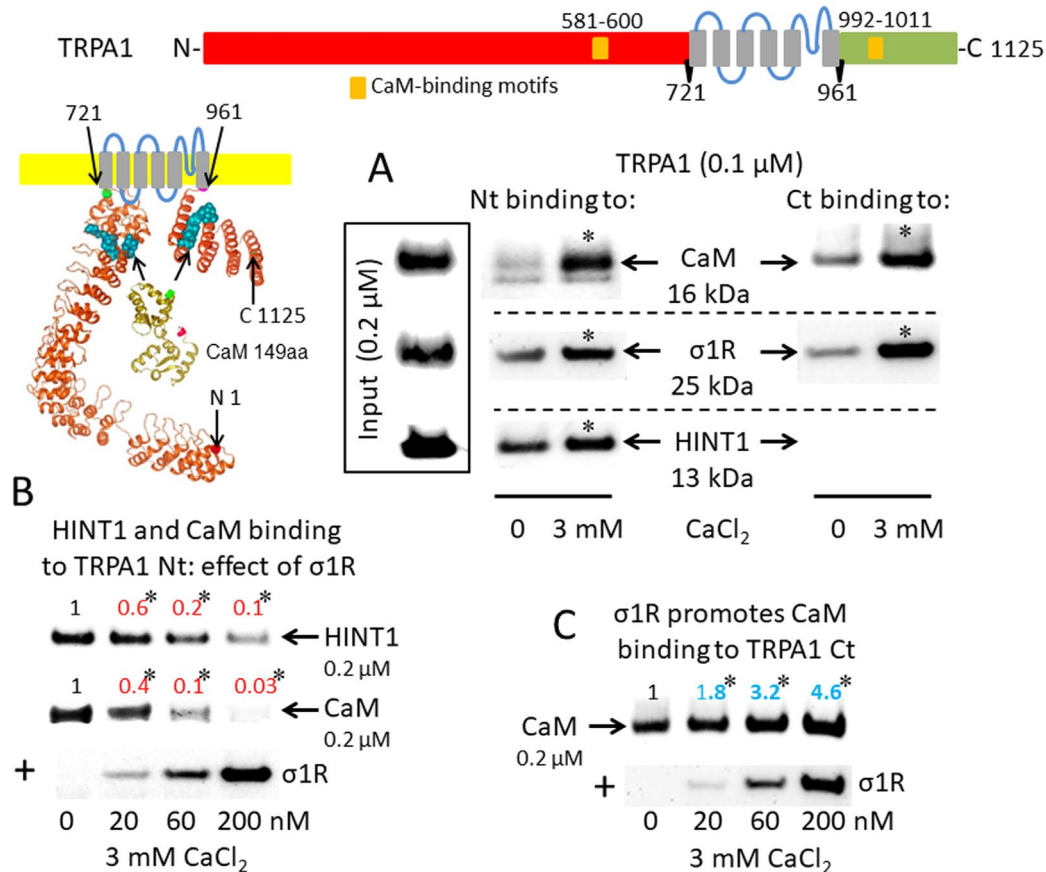 TRPA1 N- 581-600 992-1011 -C 1125
CaM-binding motifs
721 961
721 961
C 1125
CaM 149aa
N 1
A
TRPA1 (0.1 μM)
Nt binding to: Ct binding to:
Input (0.2 μM)
* CaM *
16 kDa
* σ1R *
25 kDa
* HINT1
13 kDa
0 3 mM CaCl₂ 0 3 mM
B
HINT1 and CaM binding
to TRPA1 Nt: effect of σ1R
1 0.6* 0.2* 0.1*
HINT1
0.2 μM
1 0.4* 0.1* 0.03*
CaM
0.2 μM
+ σ1R
0 20 60 200 nM
3 mM CaCl₂
C
σ1R promotes CaM
binding to TRPA1 Ct
1 1.8* 3.2* 4.6*
CaM
0.2 μM
+ σ1R
0 20 60 200 nM
3 mM CaCl₂